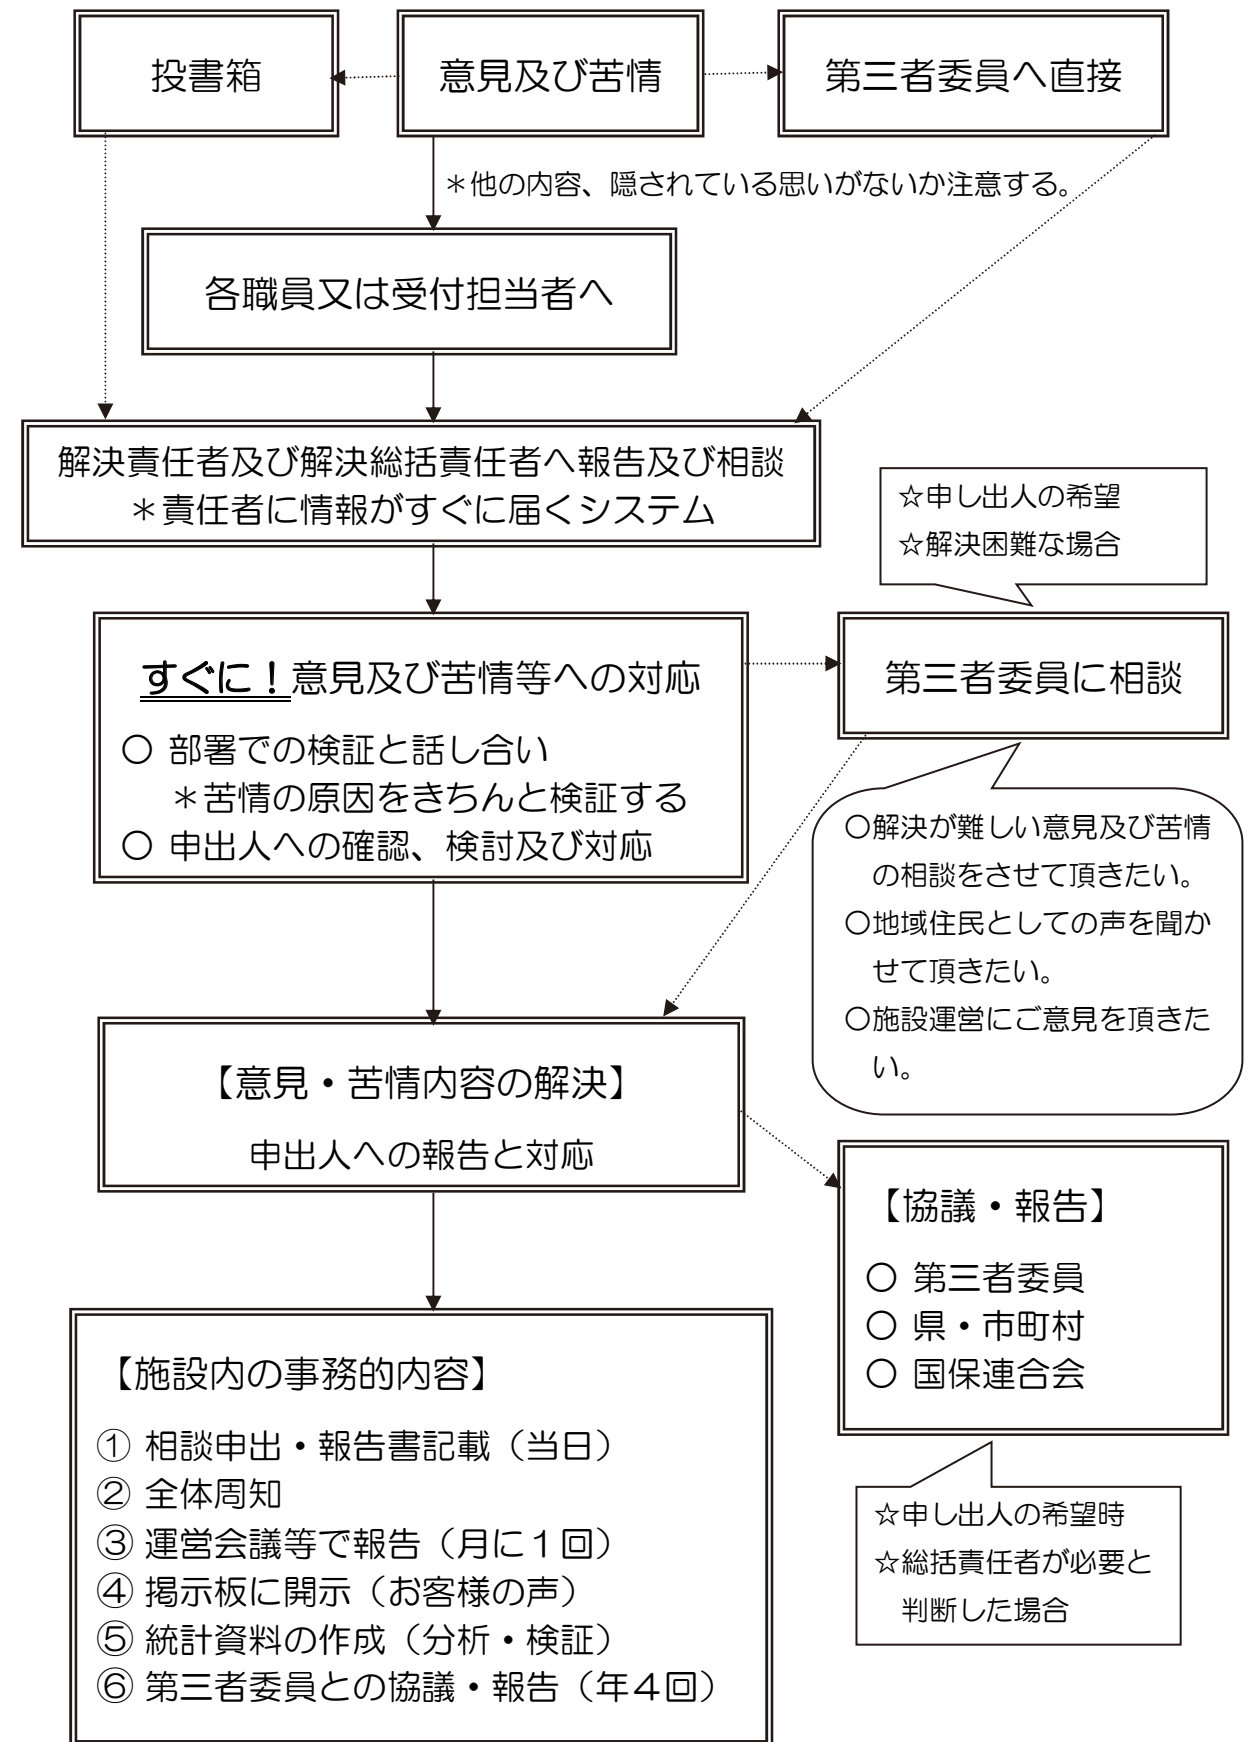 投書箱
意見及び苦情
第三者委員へ直接
＊他の内容、隠されている思いがないか注意する。
各職員又は受付担当者へ
解決責任者及び解決総括責任者へ報告及び相談
＊責任者に情報がすぐに届くシステム
☆申し出人の希望
☆解決困難な場合
すぐに！意見及び苦情等への対応
○ 部署での検証と話し合い
＊苦情の原因をきちんと検証する
○ 申出人への確認、検討及び対応
第三者委員に相談
○解決が難しい意見及び苦情
の相談をさせて頂きたい。
○地域住民としての声を聞か
せて頂きたい。
○施設運営にご意見を頂きた
い。
【意見・苦情内容の解決】
申出人への報告と対応
【協議・報告】
○ 第三者委員
○ 県・市町村
○ 国保連合会
☆申し出人の希望時
☆総括責任者が必要と
判断した場合
【施設内の事務的内容】
① 相談申出・報告書記載（当日）
② 全体周知
③ 運営会議等で報告（月に１回）
④ 掲示板に開示（お客様の声）
⑤ 統計資料の作成（分析・検証）
⑥ 第三者委員との協議・報告（年４回）